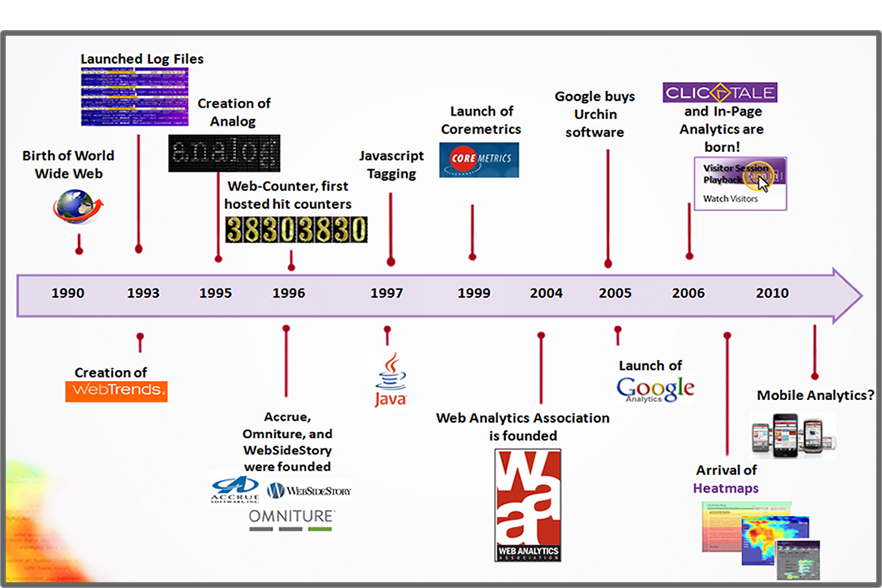 Launched Log Files
Creation of
Analog
analog
Birth of World
Wide Web
Web-Counter, first
hosted hit counters
38303830
Javascript
Tagging
Launch of
Coremetrics
COREMETRICS
Google buys
Urchin
software
CLICKTALE
and In-Page
Analytics are
born!
Visitor Session
Playback
Watch Visitors
1990 1993 1995 1996 1997 1999 2004 2005 2006 2010
Creation of
WebTrends.
Accrue,
Omniture, and
WebSideStory
were founded
ACCRUE
SOFTWARE, INC.
WEBSIDESTORY
OMNITURE
Java
Web Analytics Association
is founded
waa
WEB ANALYTICS
ASSOCIATION
Launch of
Google
Analytics
Arrival of
Heatmaps
Mobile Analytics?